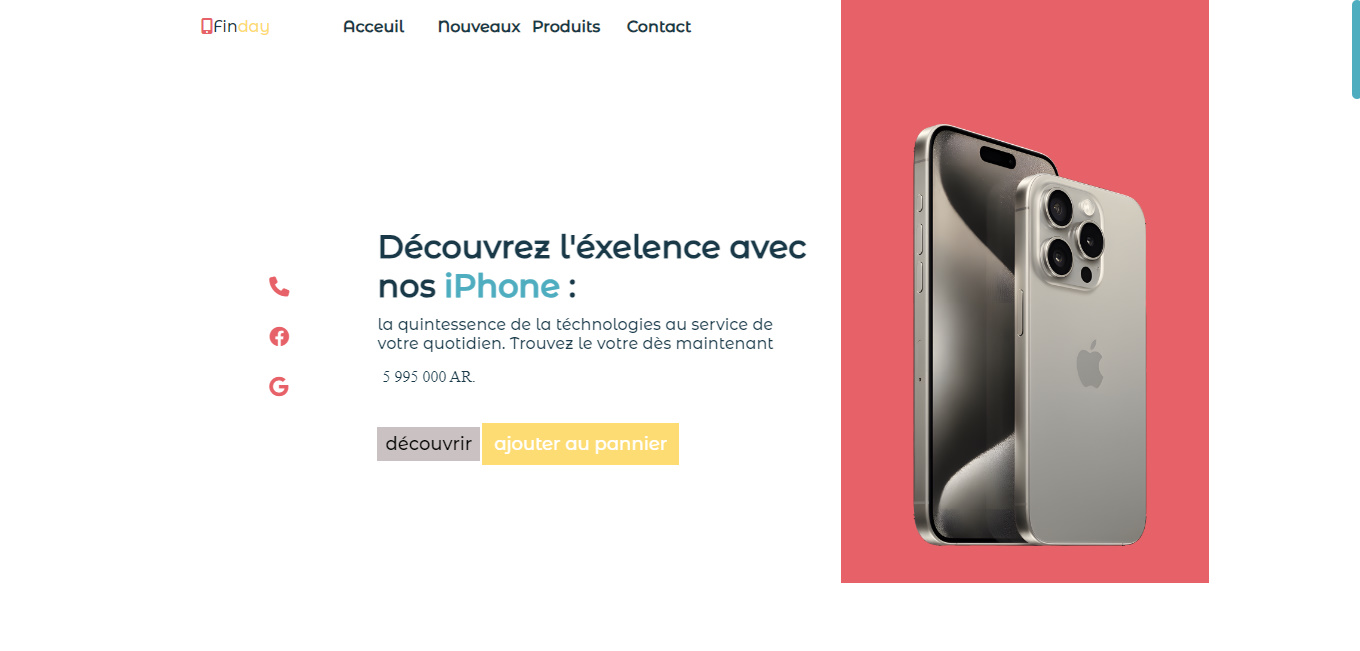 Finday Acceuil Nouveaux Produits Contact
Découvrez l'éxelence avec
nos iPhone :
la quintessence de la téchnologies au service de
votre quotidien. Trouvez le votre dès maintenant
5 995 000 AR.
découvrir ajouter au pannier